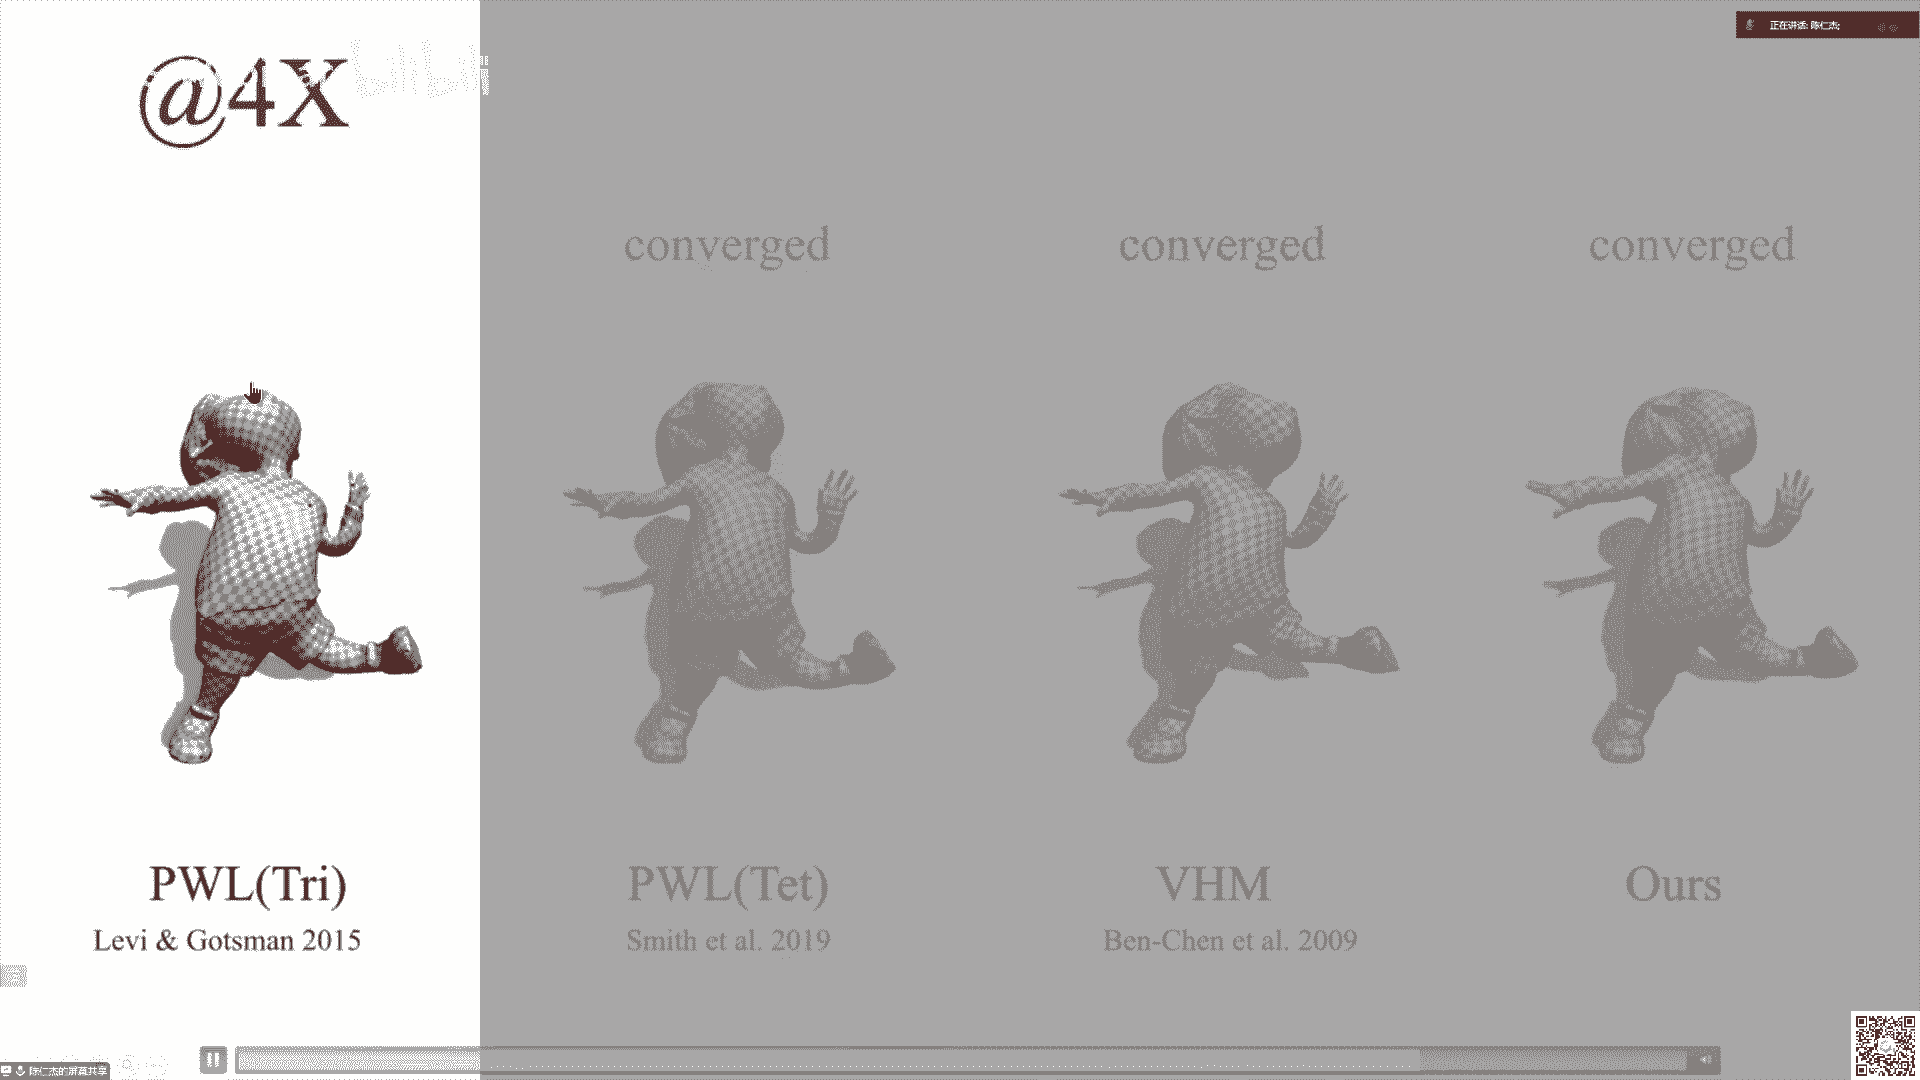 正在讲话: 陈仁杰;
@4X
bilibili
converged
converged
converged
PWL(Tri)
PWL(Tet)
VHM
Ours
Levi & Gotsman 2015
Smith et al. 2019
Ben-Chen et al. 2009
陈仁杰的屏幕共享